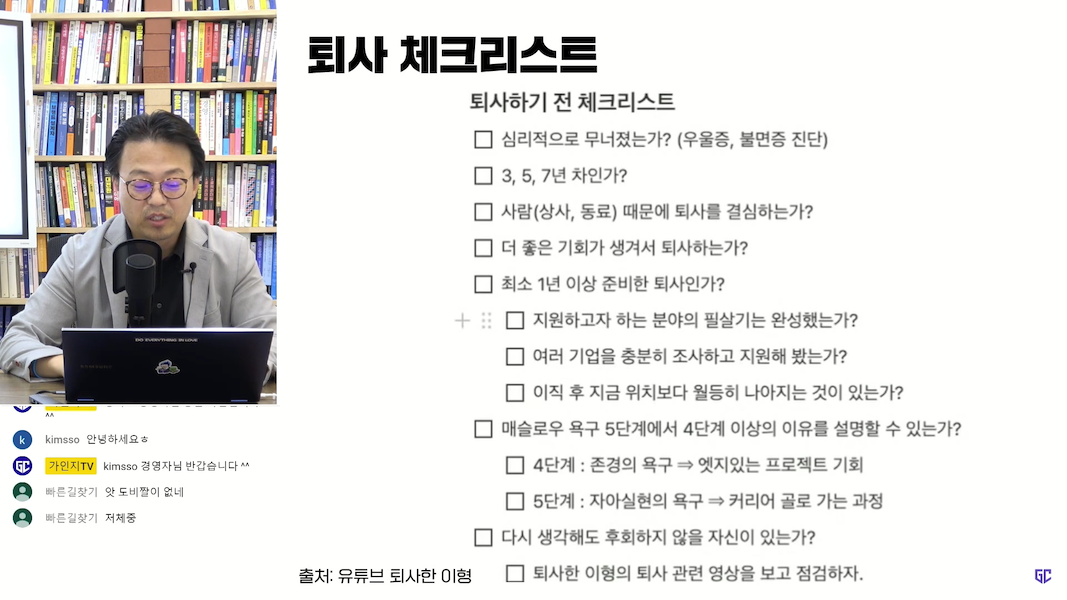 퇴사 체크리스트
퇴사하기 전 체크리스트
심리적으로 무너졌는가? (우울증, 불면증 진단)
3, 5, 7년 차인가?
사람(상사, 동료) 때문에 퇴사를 결심하는가?
더 좋은 기회가 생겨서 퇴사하는가?
최소 1년 이상 준비한 퇴사인가?
지원하고자 하는 분야의 필살기는 완성했는가?
여러 기업을 충분히 조사하고 지원해 봤는가?
이직 후 지금 위치보다 월등히 나아지는 것이 있는가?
매슬로우 욕구 5단계에서 4단계 이상의 이유를 설명할 수 있는가?
4단계 : 존경의 욕구 ⇒ 엣지있는 프로젝트 기회
5단계 : 자아실현의 욕구 ⇒ 커리어 골로 가는 과정
다시 생각해도 후회하지 않을 자신이 있는가?
퇴사한 이형의 퇴사 관련 영상을 보고 점검하자.
출처: 유튜브 퇴사한 이형
GC
DO EVERYTHING IN LOVE
^^
k kimsso 안녕하세요ㅎ
GC 가인지TV kimsso 경영자님 반갑습니다 ^^
빠른길찾기 앗 도비짤이 없네
빠른길찾기 저체중